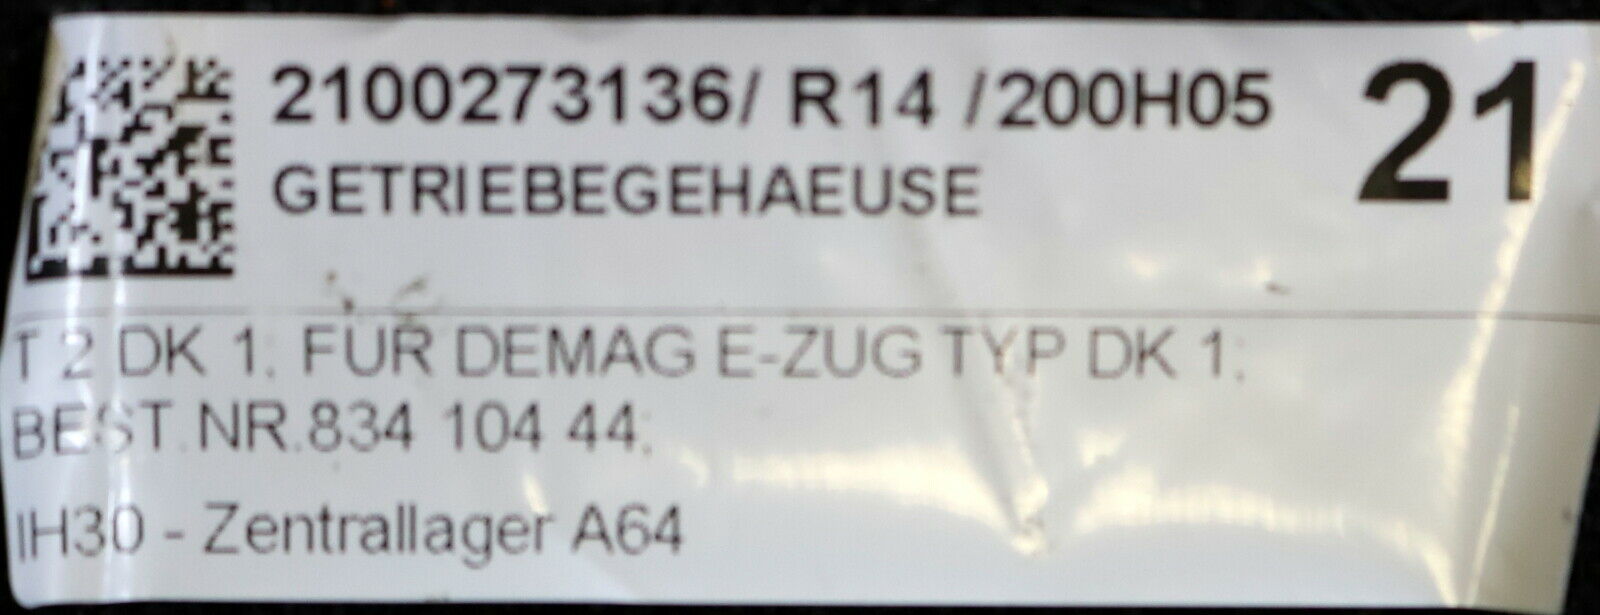 2100273136/ R14 /200H05
21
GETRIEBEGEHAEUSE
T 2 DK 1; FÜR DEMAG E-ZUG TYP DK 1;
BEST.NR.834 104 44;
IH30 - Zentrallager A64